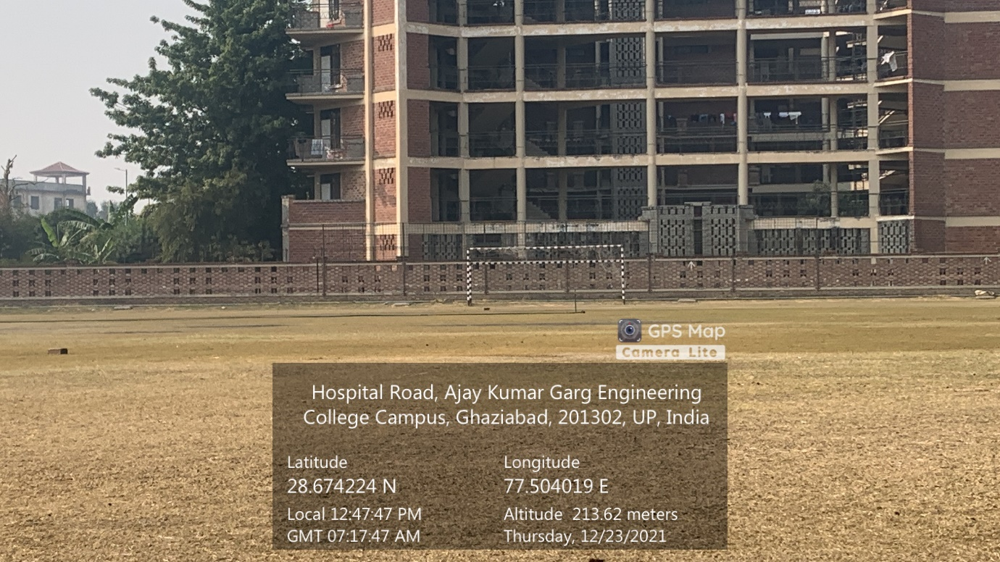 GPS Map
Camera Lite
Hospital Road, Ajay Kumar Garg Engineering
College Campus, Ghaziabad, 201302, UP, India
Latitude
28.674224 N
Longitude
77.504019 E
Local 12:47:47 PM
GMT 07:17:47 AM
Altitude 213.62 meters
Thursday, 12/23/2021